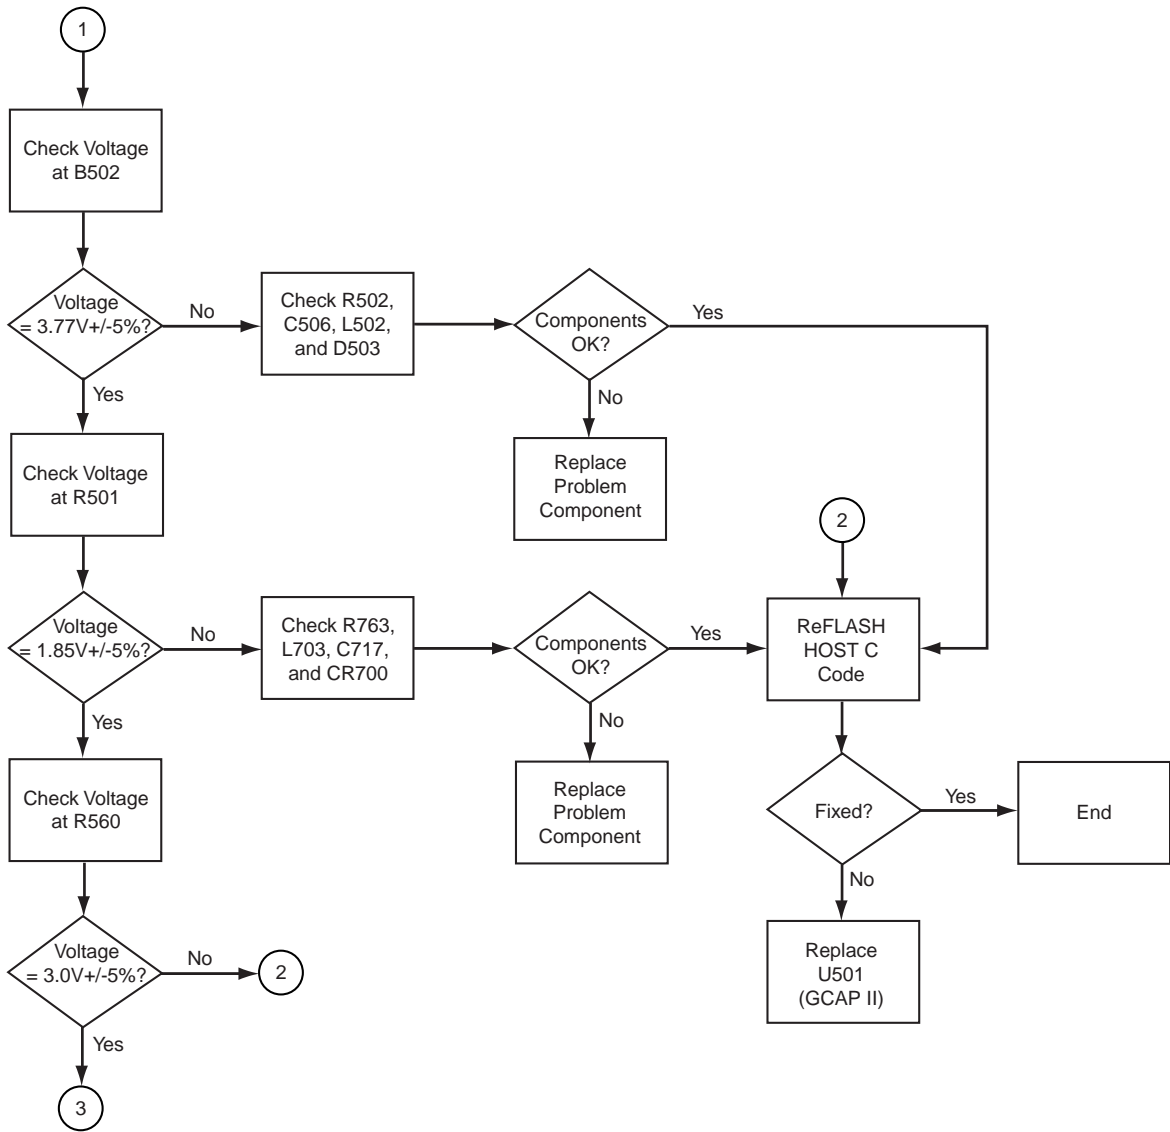 1
Check Voltage
at B502
Voltage
= 3.77V+/-5%?
No
Check R502,
C506, L502,
and D503
Components
OK?
Yes
No
Replace
Problem
Component
Yes
Check Voltage
at R501
Voltage
= 1.85V+/-5%?
No
Check R763,
L703, C717,
and CR700
Components
OK?
Yes
No
Replace
Problem
Component
2
ReFLASH
HOST C
Code
Fixed?
Yes
End
No
Replace
U501
(GCAP II)
Yes
Check Voltage
at R560
Voltage
= 3.0V+/-5%?
No
2
Yes
3